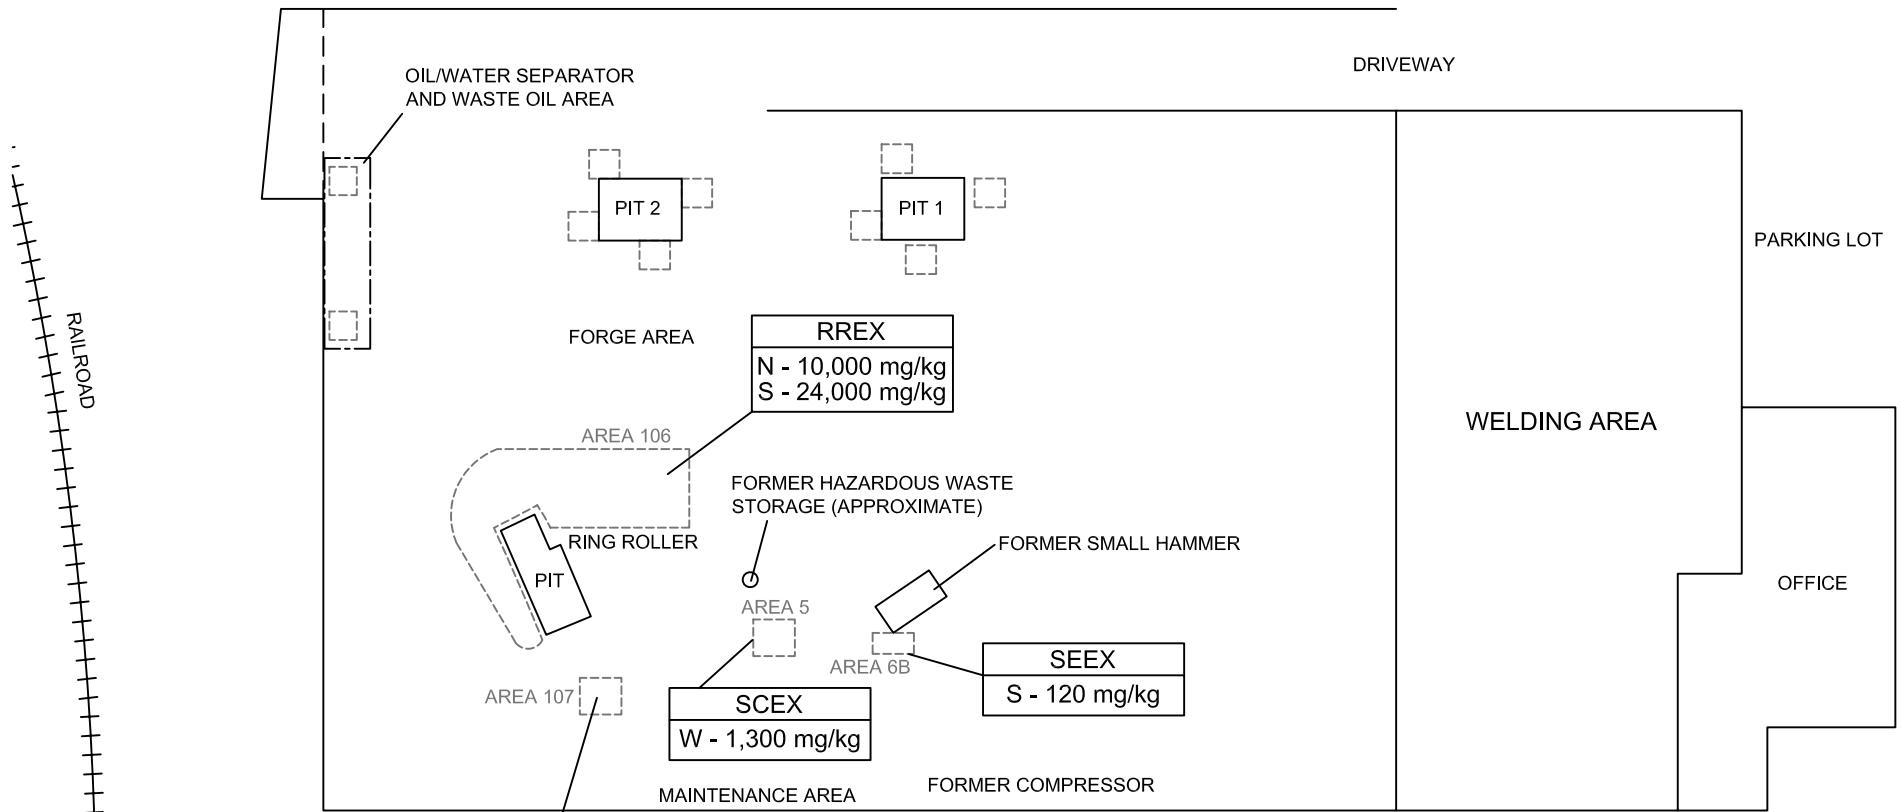 DRIVEWAY
OIL/WATER SEPARATOR
AND WASTE OIL AREA
PIT 2
PIT 1
PARKING LOT
RAILROAD
FORGE AREA
RREX
N - 10,000 mg/kg
S - 24,000 mg/kg
WELDING AREA
AREA 106
FORMER HAZARDOUS WASTE
STORAGE (APPROXIMATE)
RING ROLLER
FORMER SMALL HAMMER
PIT
OFFICE
AREA 5
AREA 6B
SEEX
S - 120 mg/kg
AREA 107
SCEX
W - 1,300 mg/kg
MAINTENANCE AREA
FORMER COMPRESSOR